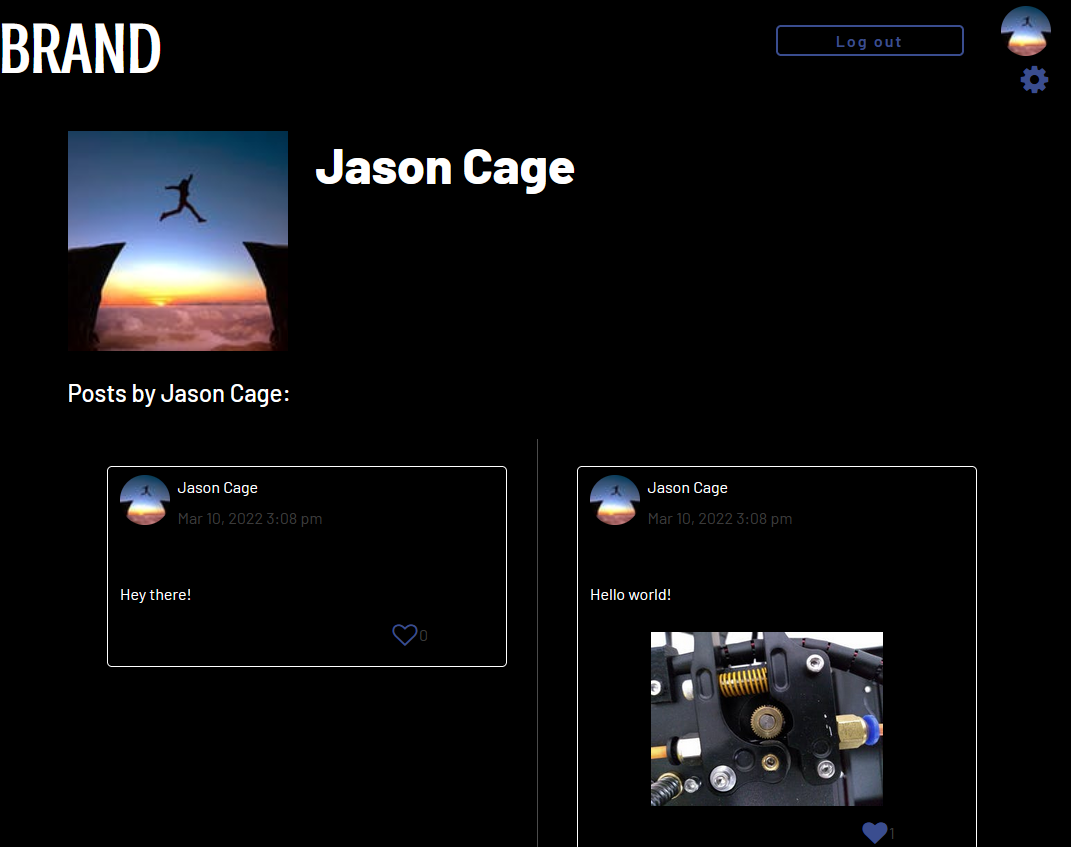 BRAND
Log out
Jason Cage
Posts by Jason Cage:
Jason Cage
Mar 10, 2022 3:08 pm
Hey there!
0
Jason Cage
Mar 10, 2022 3:08 pm
Hello world!
1